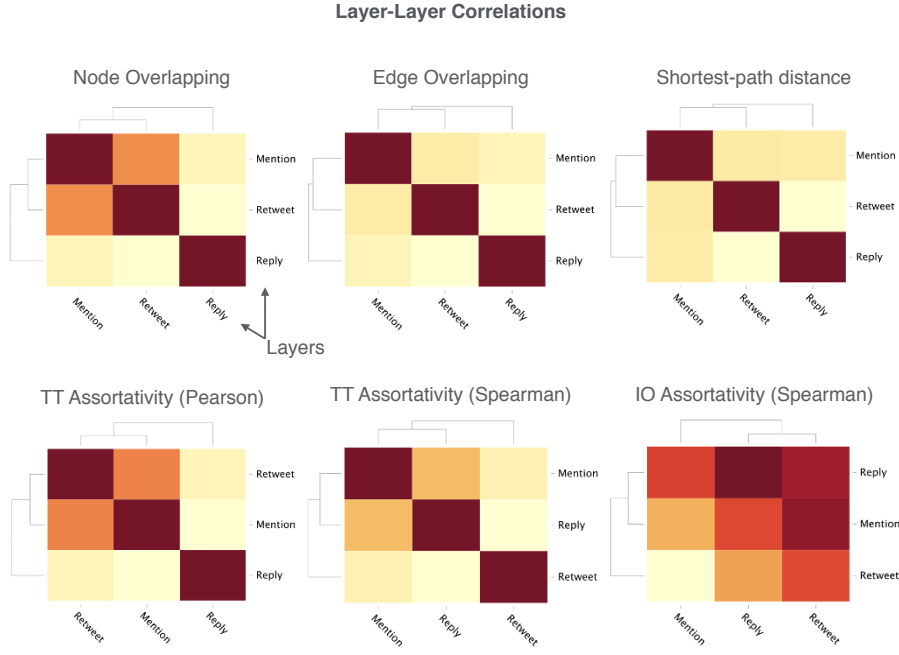 Layer-Layer Correlations
Node Overlapping
Edge Overlapping
Shortest-path distance
Mention
Retweet
Reply
Mention
Retweet
Reply
Mention
Retweet
Reply
Mention
Retweet
Reply
Mention
Retweet
Reply
Mention
Retweet
Reply
Layers
TT Assortativity (Pearson)
TT Assortativity (Spearman)
IO Assortativity (Spearman)
Retweet
Mention
Reply
Retweet
Mention
Reply
Mention
Reply
Retweet
Mention
Reply
Retweet
Reply
Mention
Retweet
Mention
Reply
Retweet